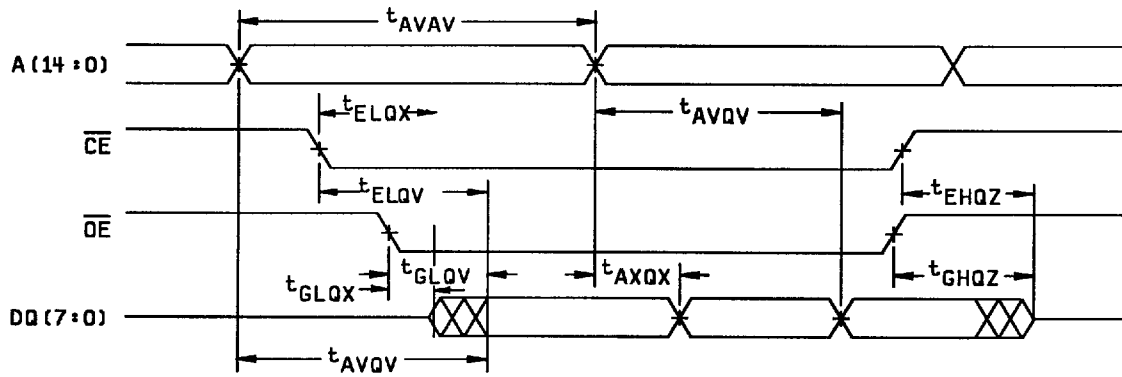 tAVAV
A(14:0)
tELQX
tAVQV
CE
tELQV
tEHQZ
OE
tGLQV
tAXQX
tGHQZ
tGLQX
DQ(7:0)
tAVQV